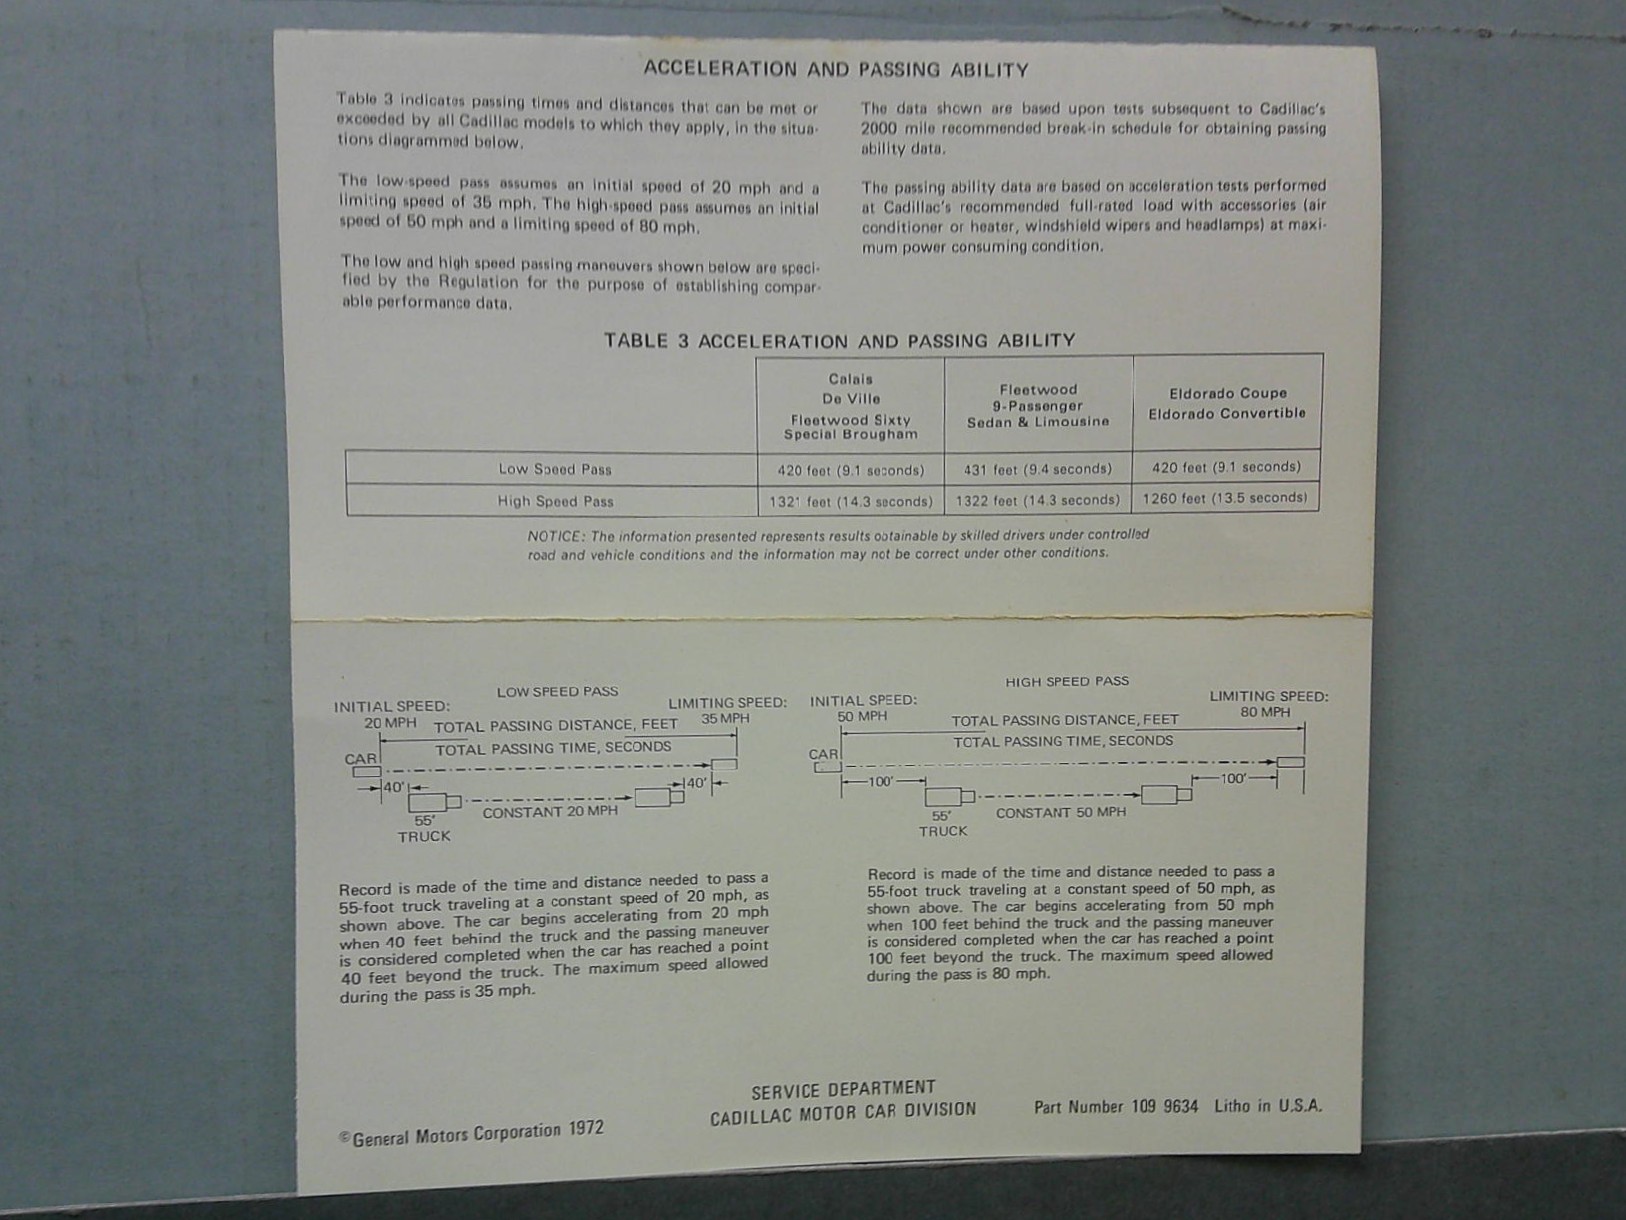 ACCELERATION AND PASSING ABILITY
Table 3 indicates passing times and distances that can be met or
exceeded by all Cadillac models to which they apply, in the situa-
tions diagrammed below.
The low-speed pass assumes an initial speed of 20 mph and a
limiting speed of 35 mph. The high-speed pass assumes an initial
speed of 50 mph and a limiting speed of 80 mph.
The low and high speed passing maneuvers shown below are speci-
fied by the Regulation for the purpose of establishing compar-
able performance data.
The data shown are based upon tests subsequent to Cadillac's
2000 mile recommended break-in schedule for obtaining passing
ability data.
The passing ability data are based on acceleration tests performed
at Cadillac's recommended full-rated load with accessories (air
conditioner or heater, windshield wipers and headlamps) at maxi-
mum power consuming condition.
TABLE 3 ACCELERATION AND PASSING ABILITY
Calais
De Ville
Fleetwood Sixty
Special Brougham
Fleetwood
9-Passenger
Sedan & Limousine
Eldorado Coupe
Eldorado Convertible
Low Speed Pass
420 feet (9.1 seconds)
431 feet (9.4 seconds)
420 feet (9.1 seconds)
High Speed Pass
1321 feet (14.3 seconds)
1322 feet (14.3 seconds)
1260 feet (13.5 seconds)
NOTICE: The information presented represents results obtainable by skilled drivers under controlled
road and vehicle conditions and the information may not be correct under other conditions.
LOW SPEED PASS
INITIAL SPEED:
20 MPH
LIMITING SPEED:
35 MPH
TOTAL PASSING DISTANCE, FEET
TOTAL PASSING TIME, SECONDS
CAR
40'
40'
55'
TRUCK
CONSTANT 20 MPH
HIGH SPEED PASS
INITIAL SPEED:
50 MPH
LIMITING SPEED:
80 MPH
TOTAL PASSING DISTANCE, FEET
TOTAL PASSING TIME, SECONDS
CAR
100'
100'
55'
TRUCK
CONSTANT 50 MPH
Record is made of the time and distance needed to pass a
55-foot truck traveling at a constant speed of 20 mph, as
shown above. The car begins accelerating from 20 mph
when 40 feet behind the truck and the passing maneuver
is considered completed when the car has reached a point
40 feet beyond the truck. The maximum speed allowed
during the pass is 35 mph.
Record is made of the time and distance needed to pass a
55-foot truck traveling at a constant speed of 50 mph, as
shown above. The car begins accelerating from 50 mph
when 100 feet behind the truck and the passing maneuver
is considered completed when the car has reached a point
100 feet beyond the truck. The maximum speed allowed
during the pass is 80 mph.
SERVICE DEPARTMENT
CADILLAC MOTOR CAR DIVISION
©General Motors Corporation 1972
Part Number 109 9634 Litho in U.S.A.